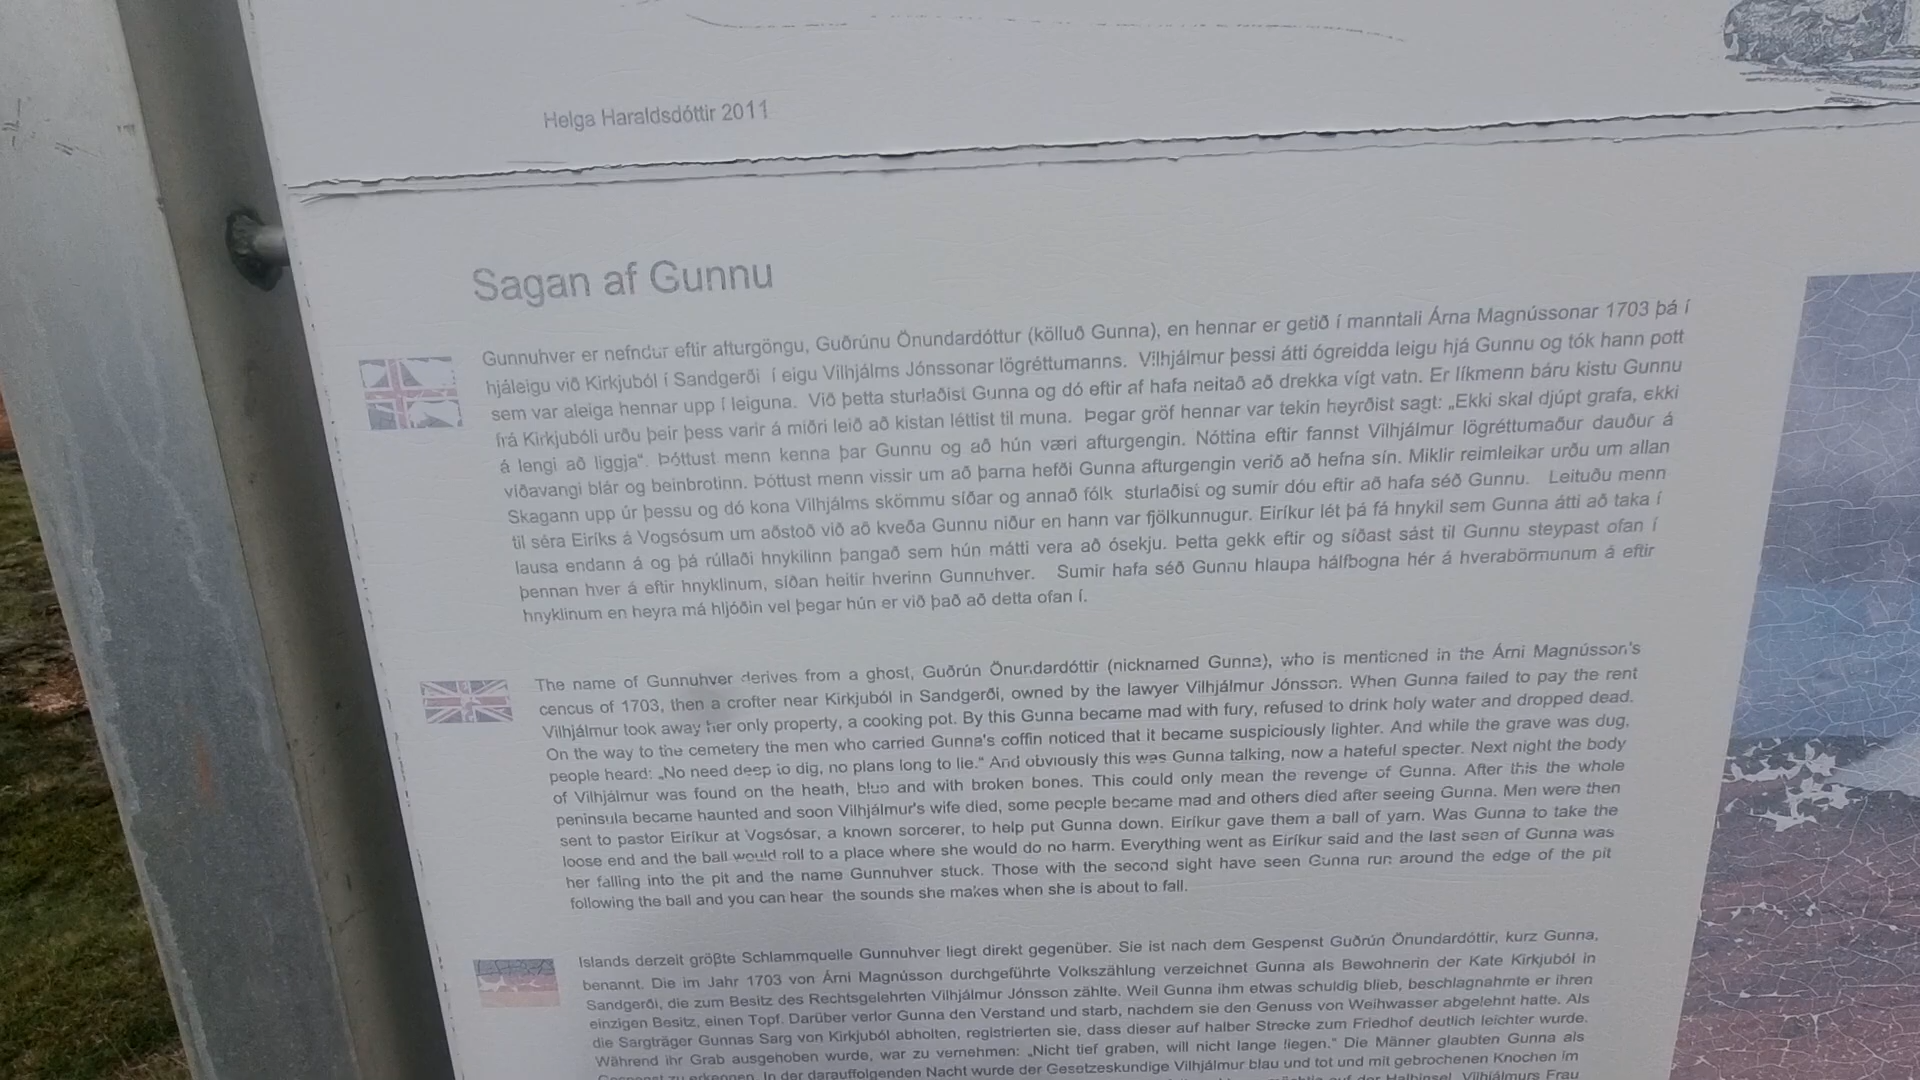 Helga Haraldsdóttir 2011
Sagan af Gunnu
Gunnuhver er nefndur eftir afturgöngu, Guðrúnu Önundardóttur (kölluð Gunna), en hennar er getið í manntali Árna Magnússonar 1703 þá í
hjáleigu við Kirkjuból í Sandgerði í eigu Vilhjálms Jónssonar lögréttumanns. Vilhjálmur þessi átti ógreidda leigu hjá Gunnu og tók hann pott
sem var aleiga hennar upp í leiguna. Við þetta sturlaðist Gunna og dó eftir af hafa neitað að drekka vígt vatn. Er líkmenn báru kistu Gunnu
frá Kirkjubóli urðu þeir þess varir á miðri leið að kistan léttist til muna. Þegar gröf hennar var tekin heyrðist sagt: „Ekki skal djúpt grafa, ekki
á lengi að liggja“. Þóttust menn kenna þar Gunnu og að hún væri afturgengin. Nóttina eftir fannst Vilhjálmur lögréttumaður dauður á
víðavangi blár og beinbrotinn. Þóttust menn vissir um að þarna hefði Gunna afturgengin verið að hefna sín. Miklir reimleikar urðu um allan
Skagann upp úr þessu og dó kona Vilhjálms skömmu síðar og annað fólk sturlaðist og sumir dóu eftir að hafa séð Gunnu. Leituðu menn
til séra Eiríks á Vogsósum um aðstoð við að kveða Gunnu niður en hann var fjölkunnugur. Eiríkur lét þá fá hnykil sem Gunna átti að taka í
lausa endann á og þá rúllaði hnykilinn þangað sem hún mátti vera að ósekju. Þetta gekk eftir og síðast sást til Gunnu steypast ofan í
þennan hver á eftir hnyklinum, síðan heitir hverinn Gunnuhver. Sumir hafa séð Gunnu hlaupa hálfbogna hér á hverabörmunum á eftir
hnyklinum en heyra má hljóðin vel þegar hún er við það að detta ofan í.
The name of Gunnuhver derives from a ghost, Guðrún Önundardóttir (nicknamed Gunna), who is mentioned in the Árni Magnússon's
cencus of 1703, then a crofter near Kirkjuból in Sandgerði, owned by the lawyer Vilhjálmur Jónsson. When Gunna failed to pay the rent
Vilhjálmur took away her only property, a cooking pot. By this Gunna became mad with fury, refused to drink holy water and dropped dead.
On the way to the cemetery the men who carried Gunna's coffin noticed that it became suspiciously lighter. And while the grave was dug,
people heard: „No need deep to dig, no plans long to lie.“ And obviously this was Gunna talking, now a hateful specter. Next night the body
of Vilhjálmur was found on the heath, blue and with broken bones. This could only mean the revenge of Gunna. After this the whole
peninsula became haunted and soon Vilhjálmur's wife died, some people became mad and others died after seeing Gunna. Men were then
sent to pastor Eiríkur at Vogsósar, a known sorcerer, to help put Gunna down. Eiríkur gave them a ball of yarn. Was Gunna to take the
loose end and the ball would roll to a place where she would do no harm. Everything went as Eiríkur said and the last seen of Gunna was
her falling into the pit and the name Gunnuhver stuck. Those with the second sight have seen Gunna run around the edge of the pit
following the ball and you can hear the sounds she makes when she is about to fall.
Islands derzeit größte Schlammquelle Gunnuhver liegt direkt gegenüber. Sie ist nach dem Gespenst Guðrún Önundardóttir, kurz Gunna,
benannt. Die im Jahr 1703 von Árni Magnússon durchgeführte Volkszählung verzeichnet Gunna als Bewohnerin der Kate Kirkjuból in
Sandgerði, die zum Besitz des Rechtsgelehrten Vilhjálmur Jónsson zählte. Weil Gunna ihm etwas schuldig blieb, beschlagnahmte er ihren
einzigen Besitz, einen Topf. Darüber verlor Gunna den Verstand und starb, nachdem sie den Genuss von Weihwasser abgelehnt hatte. Als
die Sargträger Gunnas Sarg von Kirkjuból abholten, registrierten sie, dass dieser auf halber Strecke zum Friedhof deutlich leichter wurde.
Während ihr Grab ausgehoben wurde, war zu vernehmen: „Nicht tief graben, will nicht lange liegen.“ Die Männer glaubten Gunna als
Gespenst zu erkennen. In der darauffolgenden Nacht wurde der Gesetzeskundige Vilhjálmur blau und tot und mit gebrochenen Knochen im
auf der Halbinsel. Vilhjálmurs Frau